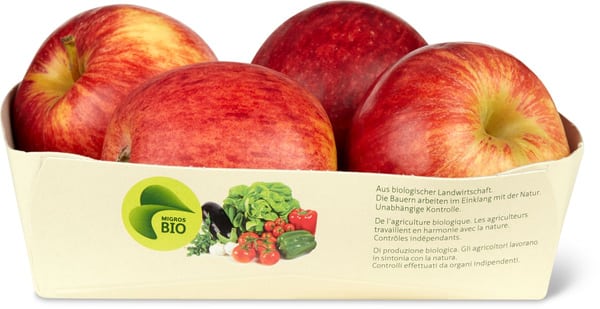 MIGROS
BIO
Aus biologischer Landwirtschaft.
Die Bauern arbeiten im Einklang mit der Natur.
Unabhängige Kontrolle.
De l'agriculture biologique. Les agriculteurs
travaillent en harmonie avec la nature.
Contrôles indépendants.
Di produzione biologica. Gli agricoltori lavorano
in sintonia con la natura.
Controlli effettuati da organi indipendenti.